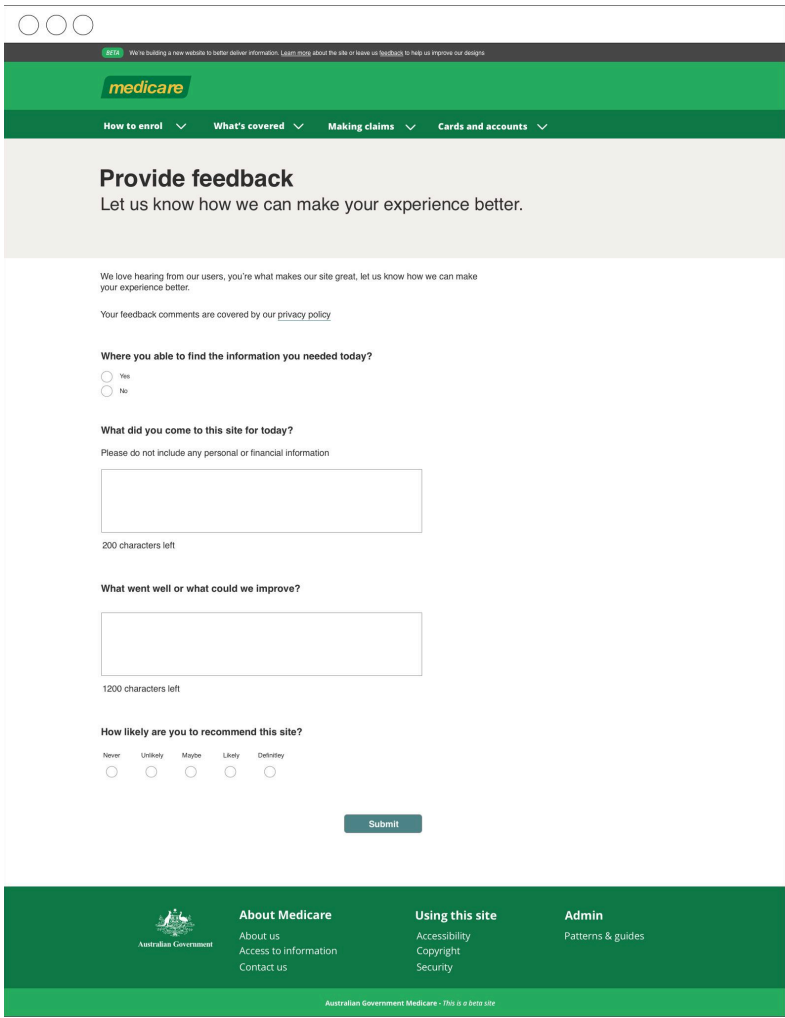 BETA We're building a new website to better deliver information. Learn more about the site or leave us feedback to help us improve our designs
medicare
How to enrol What's covered Making claims Cards and accounts
Provide feedback
Let us know how we can make your experience better.
We love hearing from our users, you're what makes our site great, let us know how we can make
your experience better.
Your feedback comments are covered by our privacy policy
Where you able to find the information you needed today?
Yes
No
What did you come to this site for today?
Please do not include any personal or financial information
200 characters left
What went well or what could we improve?
1200 characters left
How likely are you to recommend this site?
Never Unlikely Maybe Likely Definitley
Submit
Australian Government
About Medicare
About us
Access to information
Contact us
Using this site
Accessibility
Copyright
Security
Admin
Patterns & guides
Australian Government Medicare - This is a beta site